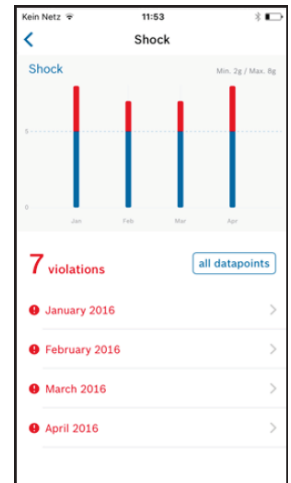 Kein Netz 11:53
Shock
Shock Min. 2g / Max. 8g
5
0
Jan Feb Mar Apr
7 violations all datapoints
January 2016
February 2016
March 2016
April 2016